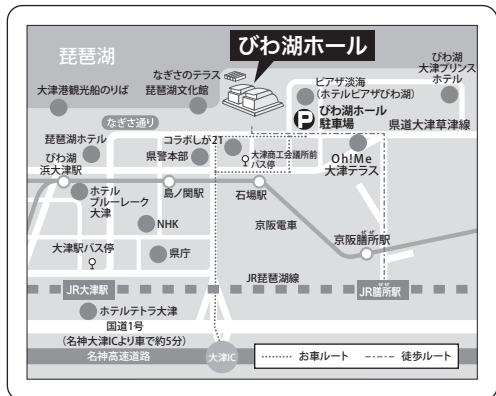 琵琶湖
びわ湖ホール
びわ湖
大津プリンス
ホテル
なぎさのテラス
琵琶湖文化館
大津港観光船のりば
ピアザ淡海
(ホテルピアザびわ湖)
P
びわ湖ホール
駐車場
なぎさ通り
県道大津草津線
琵琶湖ホテル
コラボしが21
県警本部
大津商工会議所前
バス停
Oh!Me
大津テラス
びわ湖
浜大津駅
島ノ関駅
石場駅
ホテル
ブルーレーク
大津
NHK
京阪電車
ぜぜ
京阪膳所駅
大津駅バス停
県庁
JR琵琶湖線
JR大津駅
ぜぜ
JR膳所駅
ホテルテトラ大津
国道1号
(名神大津ICより車で約5分)
名神高速道路
大津IC
お車ルート
徒歩ルート